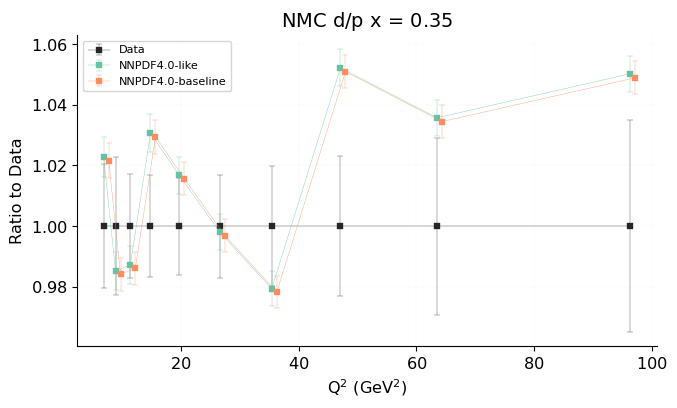 NMC d/p x = 0.35
Data
NNPDF4.0-like
NNPDF4.0-baseline
Ratio to Data
1.06
1.04
1.02
1.00
0.98
20 40 60 80 100
Q² (GeV²)